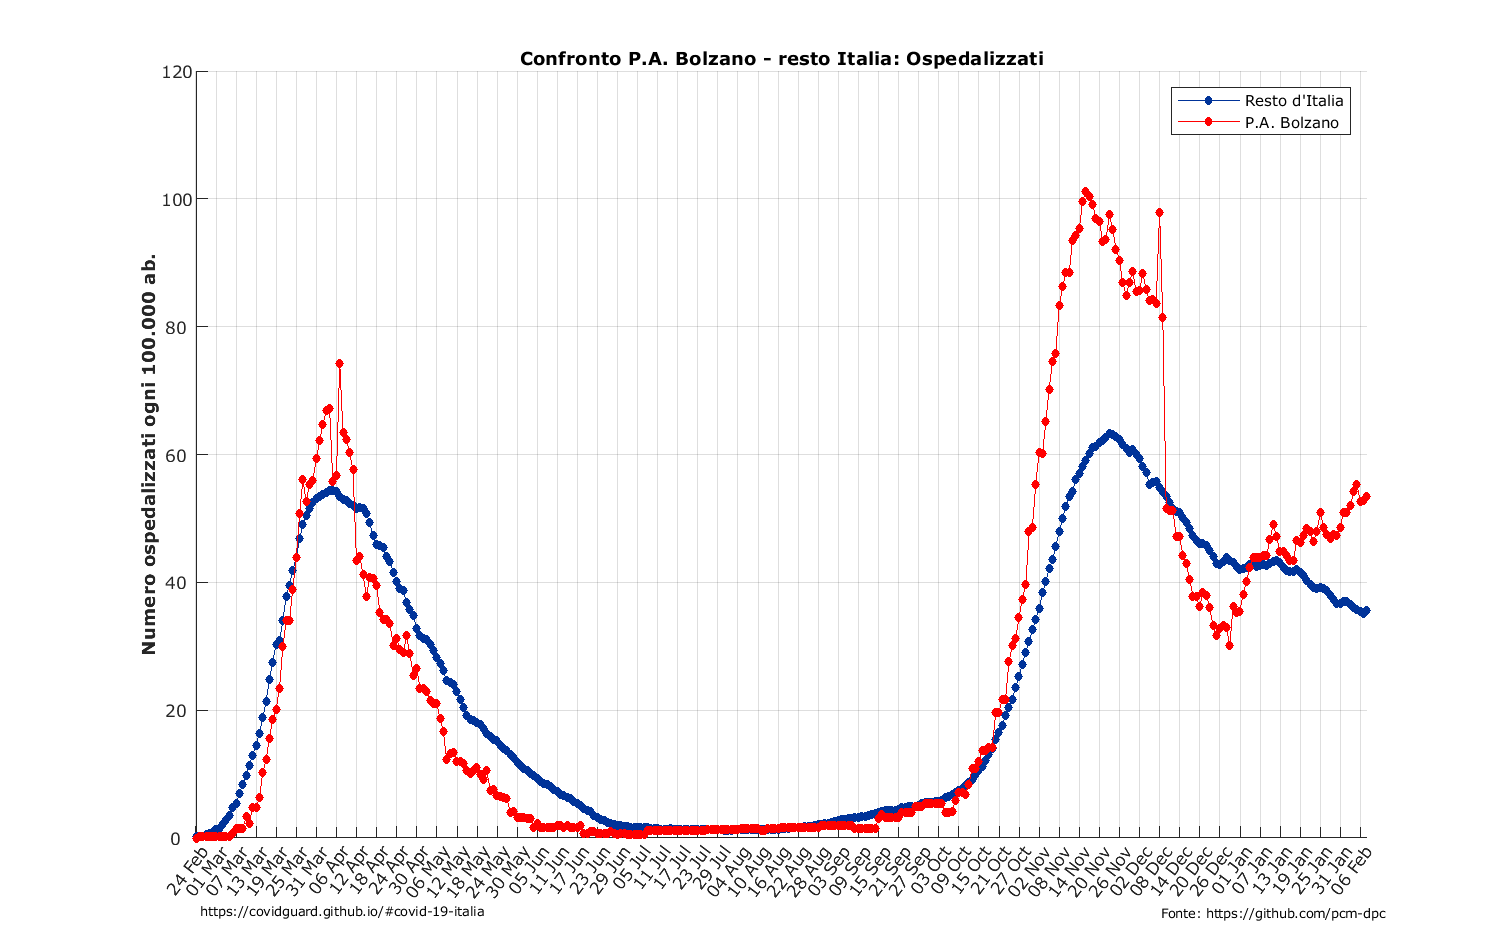 Confronto P.A. Bolzano - resto Italia: Ospedalizzati
Resto d'Italia
P.A. Bolzano
Numero ospedalizzati ogni 100.000 ab.
120
100
80
60
40
20
0
24 Feb
01 Mar
07 Mar
13 Mar
19 Mar
25 Mar
31 Mar
06 Apr
12 Apr
18 Apr
24 Apr
30 Apr
06 May
12 May
18 May
24 May
30 May
05 Jun
11 Jun
17 Jun
23 Jun
29 Jun
05 Jul
11 Jul
17 Jul
23 Jul
29 Jul
04 Aug
10 Aug
16 Aug
22 Aug
28 Aug
03 Sep
09 Sep
15 Sep
21 Sep
27 Sep
03 Oct
09 Oct
15 Oct
21 Oct
27 Oct
02 Nov
08 Nov
14 Nov
20 Nov
26 Nov
02 Dec
08 Dec
14 Dec
20 Dec
26 Dec
01 Jan
07 Jan
13 Jan
19 Jan
25 Jan
31 Jan
06 Feb
https://covidguard.github.io/#covid-19-italia
Fonte: https://github.com/pcm-dpc